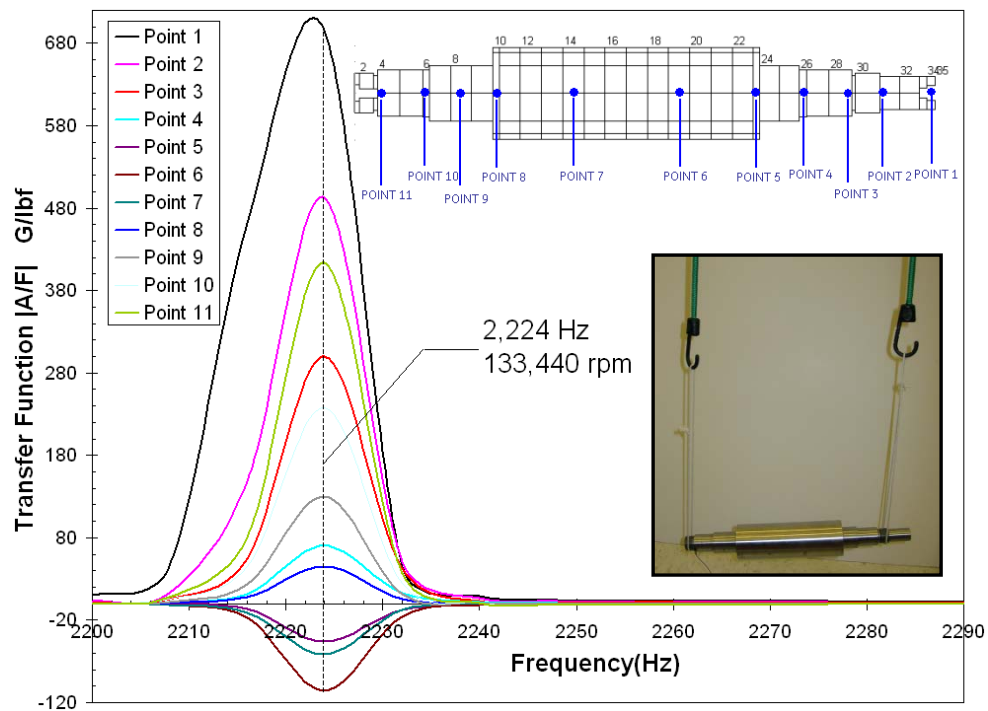 Transfer Function |A/F| G/lbf
680
580
480
380
280
180
80
-20
-120
Point 1
Point 2
Point 3
Point 4
Point 5
Point 6
Point 7
Point 8
Point 9
Point 10
Point 11
2 4 6 8 10 12 14 16 18 20 22 24 26 28 30 32 34 35
POINT 11
POINT 10
POINT 9
POINT 8
POINT 7
POINT 6
POINT 5
POINT 4
POINT 3
POINT 2
POINT 1
2,224 Hz
133,440 rpm
2200 2210 2220 2230 2240 2250 2260 2270 2280 2290
Frequency(Hz)